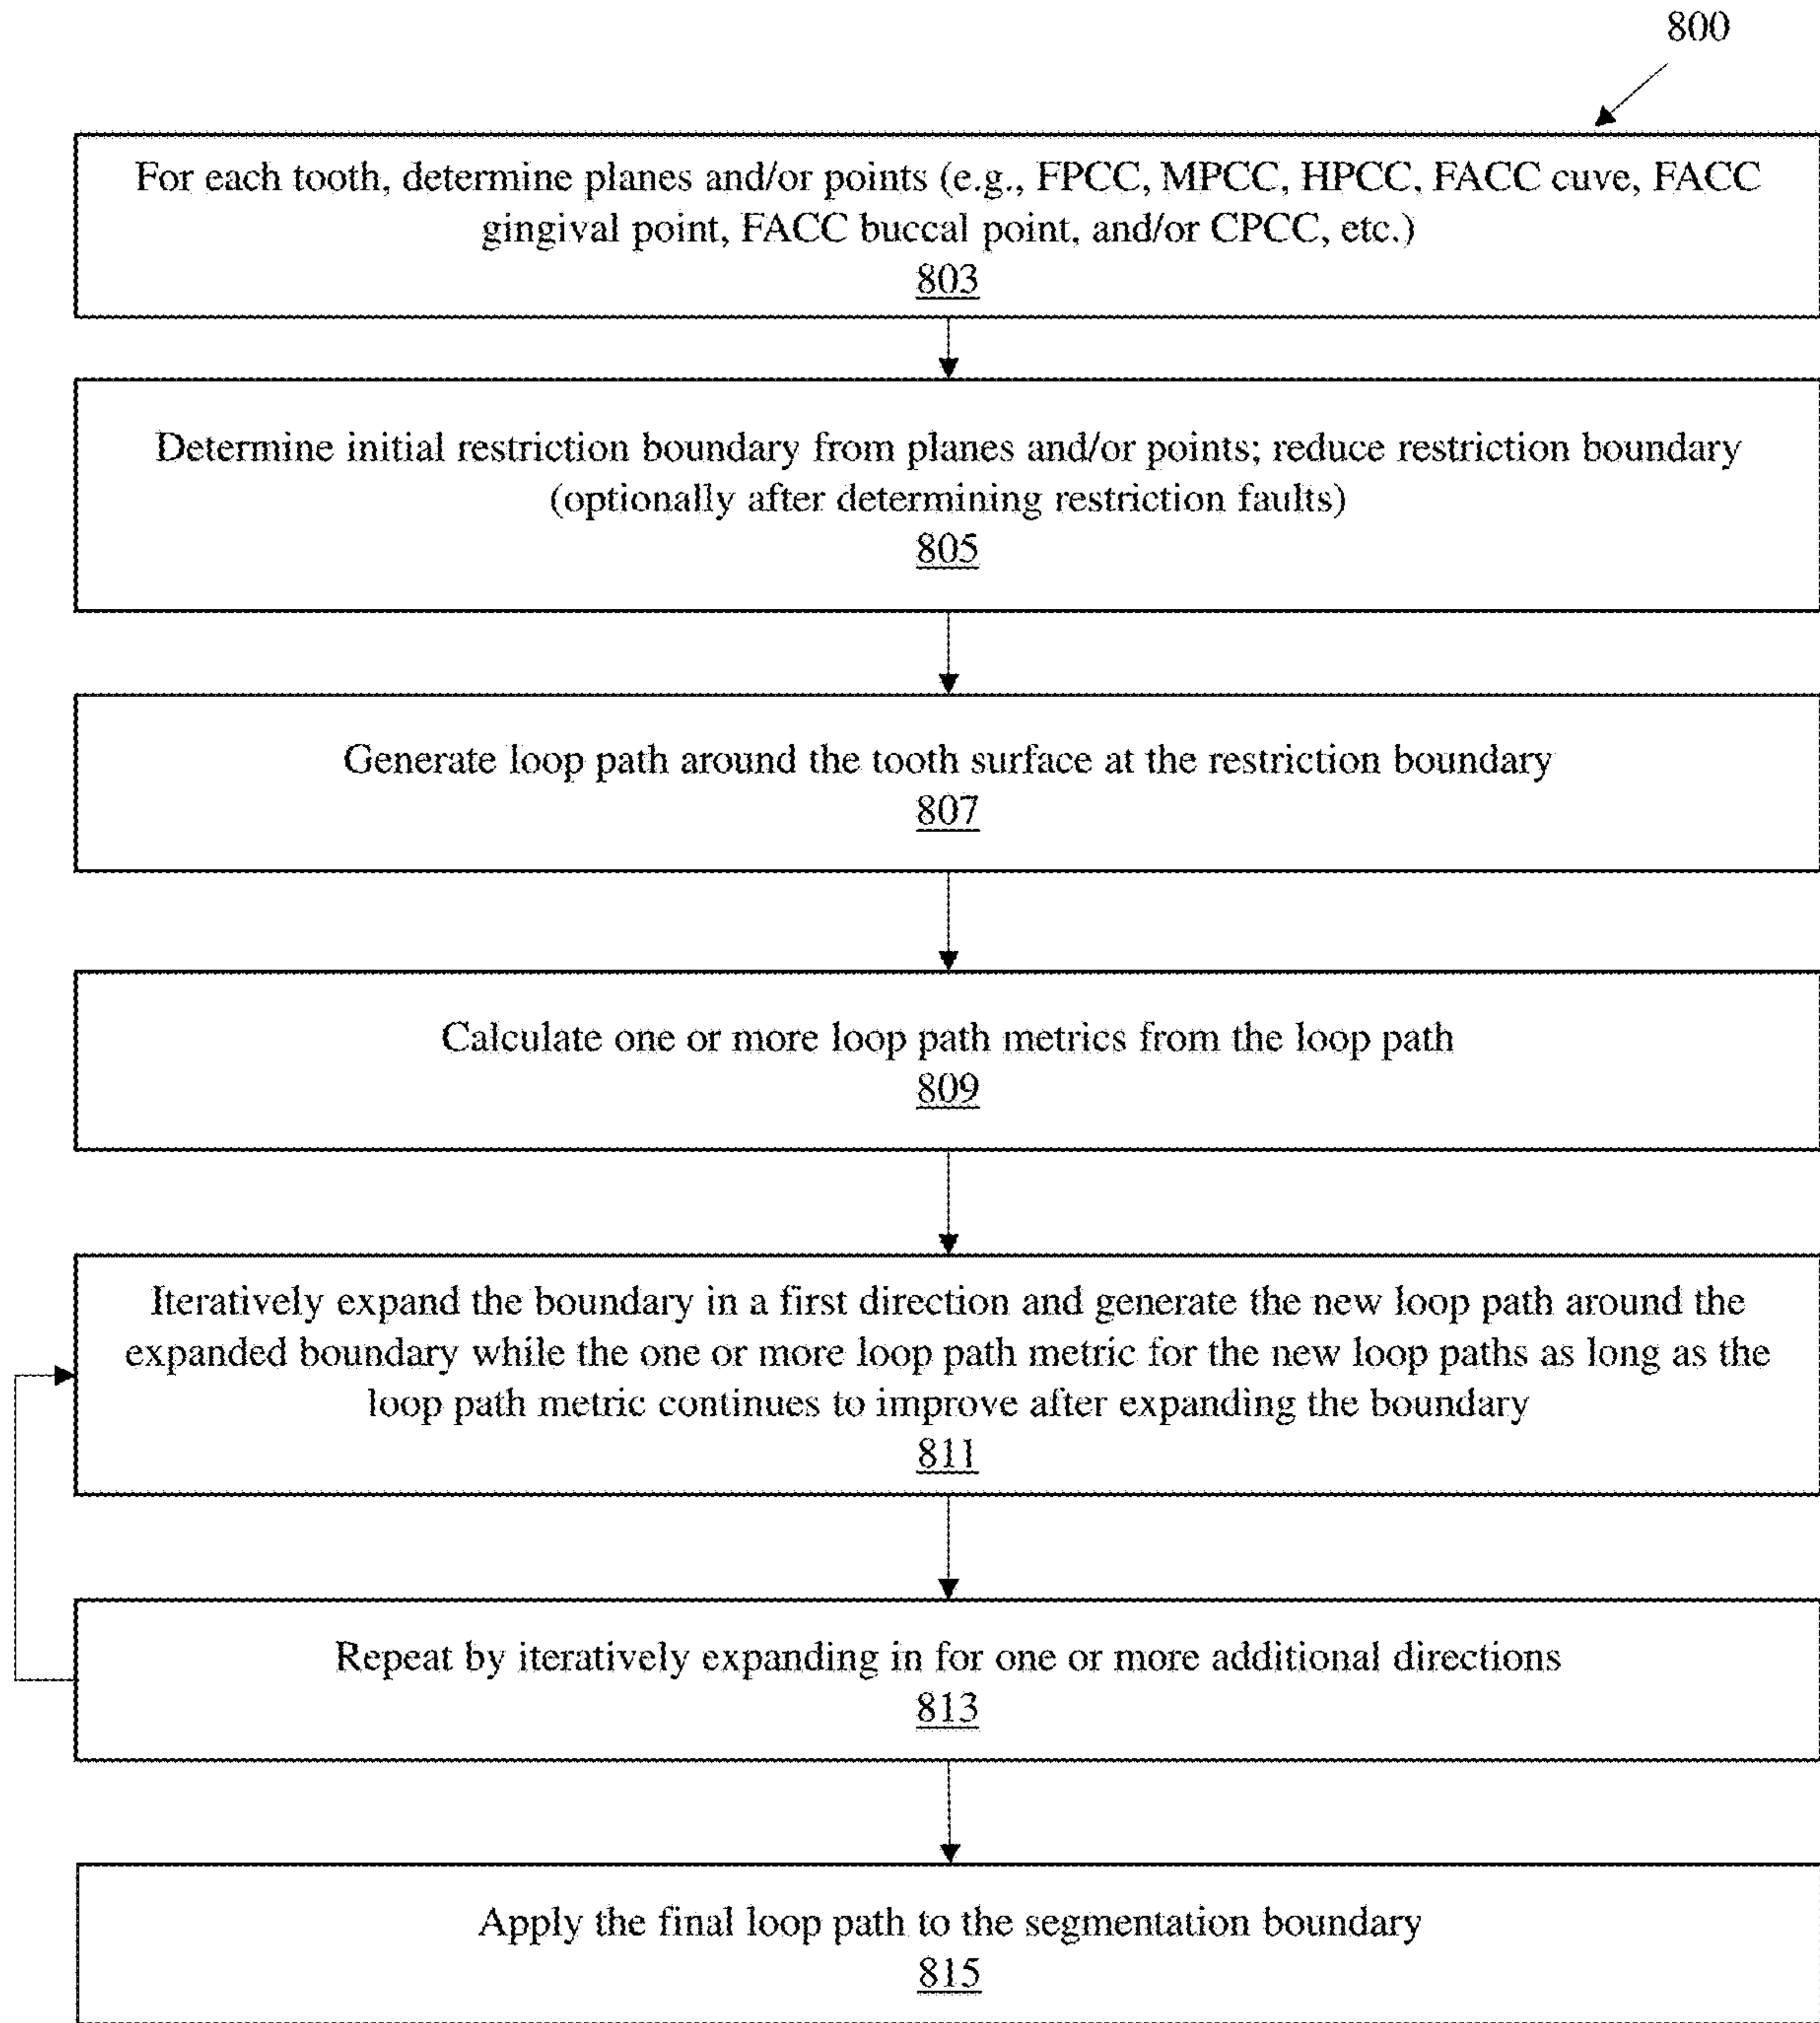 800
For each tooth, determine planes and/or points (e.g., FPCC, MPCC, HPCC, FACC cuve, FACC
gingival point, FACC buccal point, and/or CPCC, etc.)
803
Determine initial restriction boundary from planes and/or points; reduce restriction boundary
(optionally after determining restriction faults)
805
Generate loop path around the tooth surface at the restriction boundary
807
Calculate one or more loop path metrics from the loop path
809
Iteratively expand the boundary in a first direction and generate the new loop path around the
expanded boundary while the one or more loop path metric for the new loop paths as long as the
loop path metric continues to improve after expanding the boundary
811
Repeat by iteratively expanding in for one or more additional directions
813
Apply the final loop path to the segmentation boundary
815